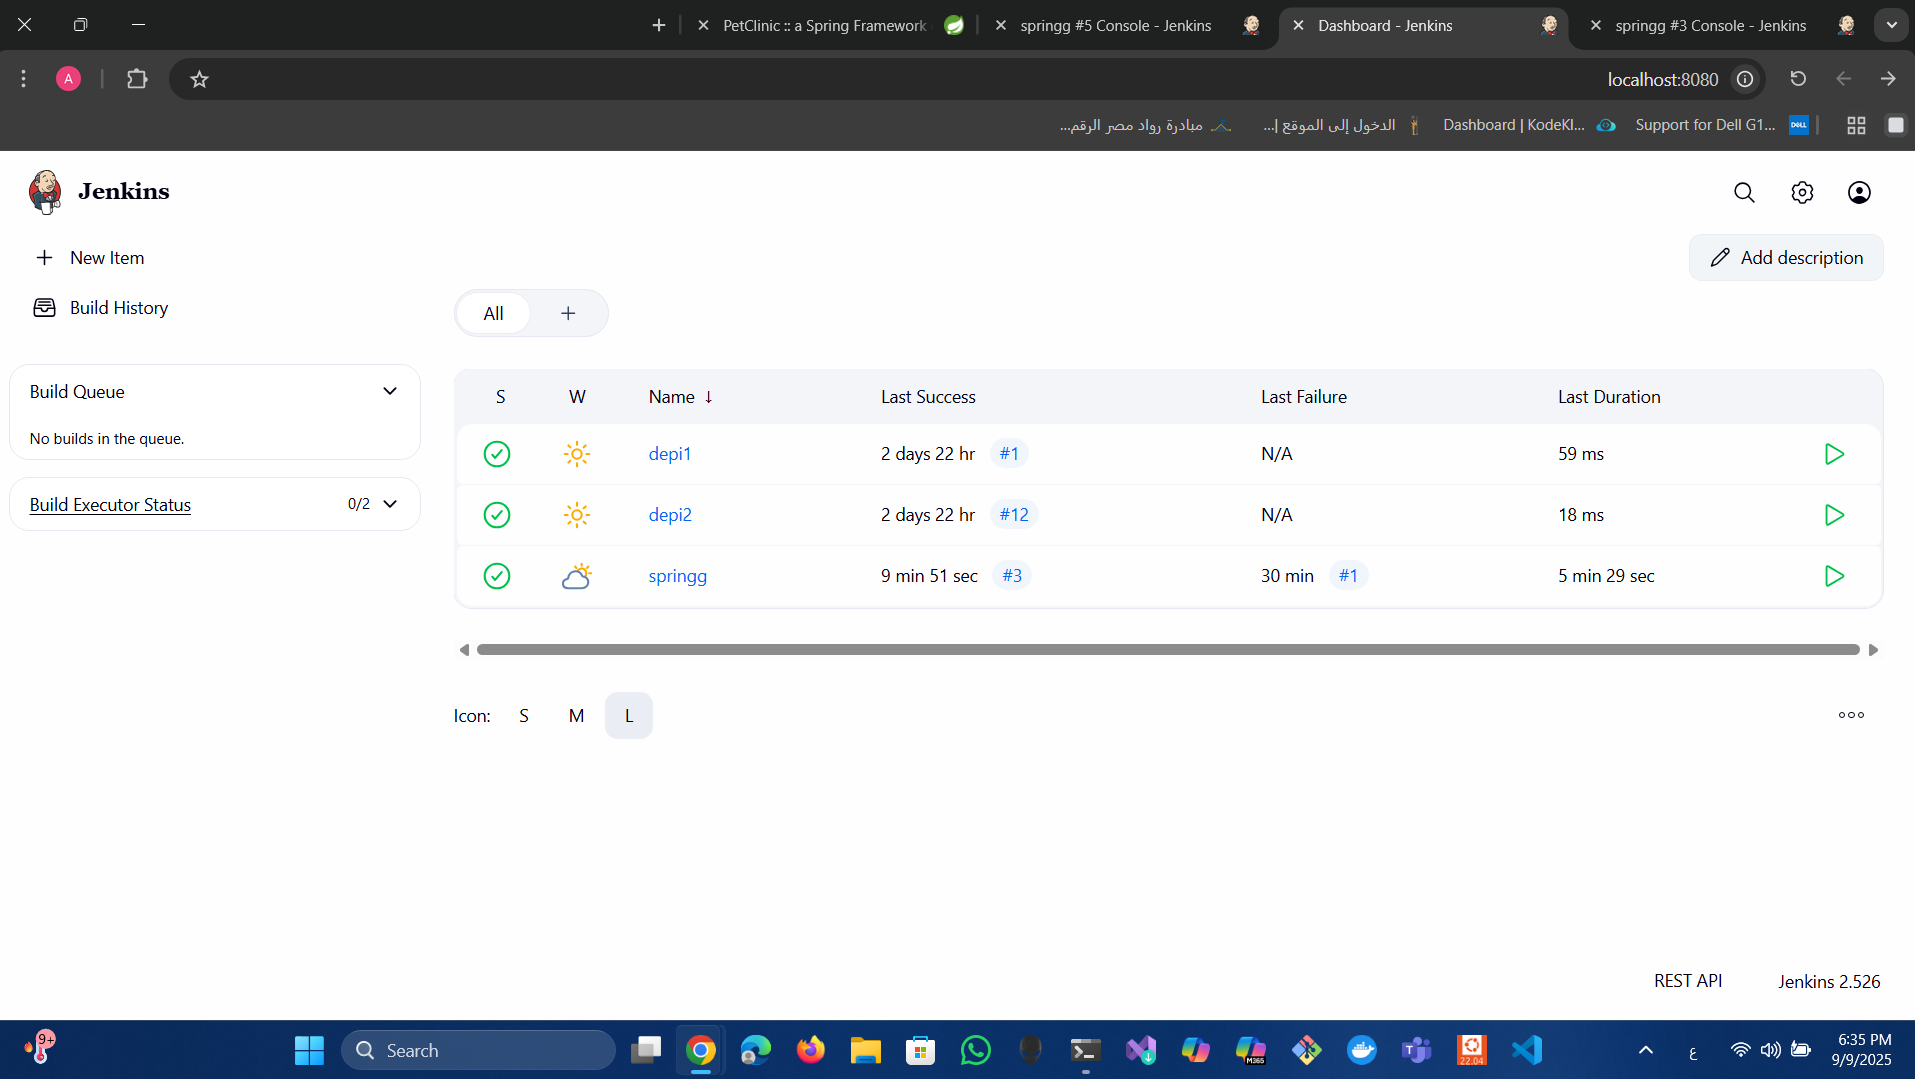 PetClinic :: a Spring Framework
springg #5 Console - Jenkins
Dashboard - Jenkins
springg #3 Console - Jenkins
A
localhost:8080
مبادرة رواد مصر الرقم...
الدخول إلى الموقع |...
Dashboard | KodeKl...
Support for Dell G1...
DELL
Jenkins
New Item
Add description
Build History
All
Build Queue
No builds in the queue.
Build Executor Status 0/2
S W Name ↓ Last Success Last Failure Last Duration
depi1 2 days 22 hr #1 N/A 59 ms
depi2 2 days 22 hr #12 N/A 18 ms
springg 9 min 51 sec #3 30 min #1 5 min 29 sec
Icon: S M L
REST API Jenkins 2.526
9+
Search
M365
T
22.04
ع
6:35 PM
9/9/2025